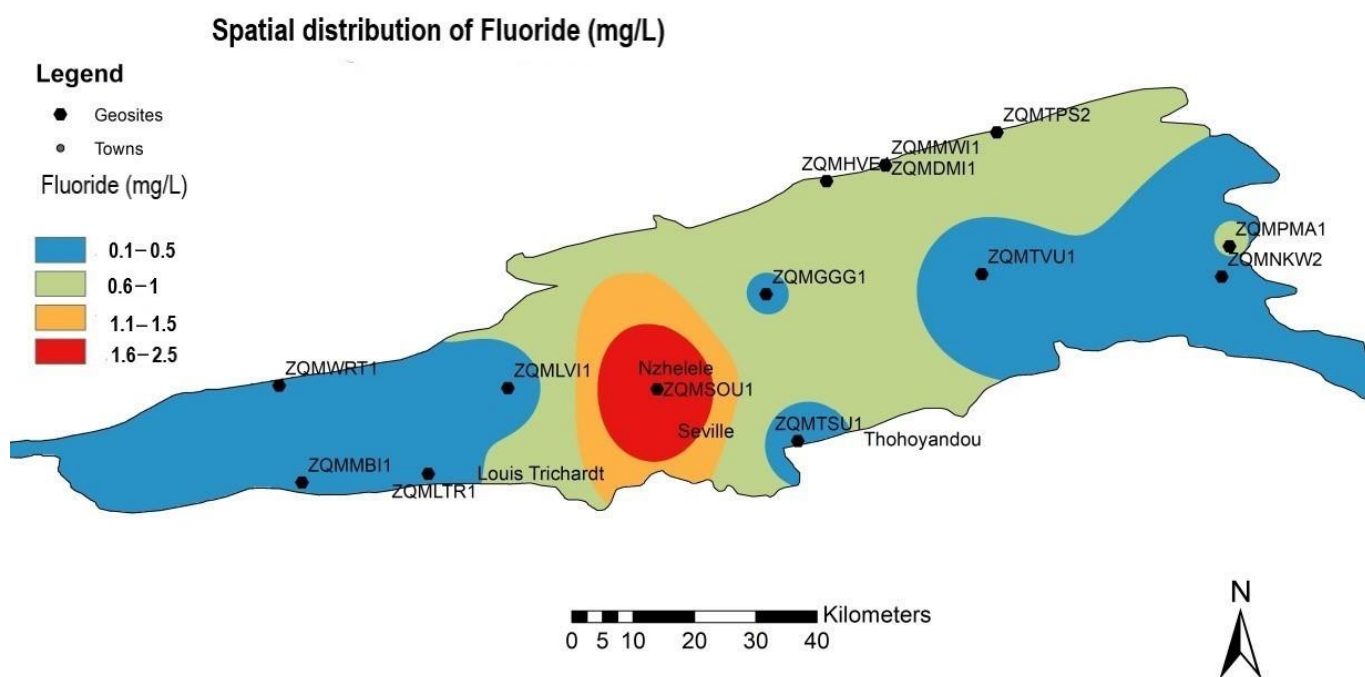 Spatial distribution of Fluoride (mg/L)
Legend
Geosites
Towns
Fluoride (mg/L)
0.1–0.5
0.6–1
1.1–1.5
1.6–2.5
ZQMTPS2
ZQMMWI1
ZQMHVE1
ZQMDMI1
ZQMPMA1
ZQMTVU1
ZQMNKW2
ZQMGGG1
ZQMWRT1
ZQMLVI1
Nzhelele
ZQMSOU1
ZQMTSU1
Seville
Thohoyandou
ZQMMBI1
Louis Trichardt
ZQMLTR1
Kilometers
0 5 10 20 30 40
N